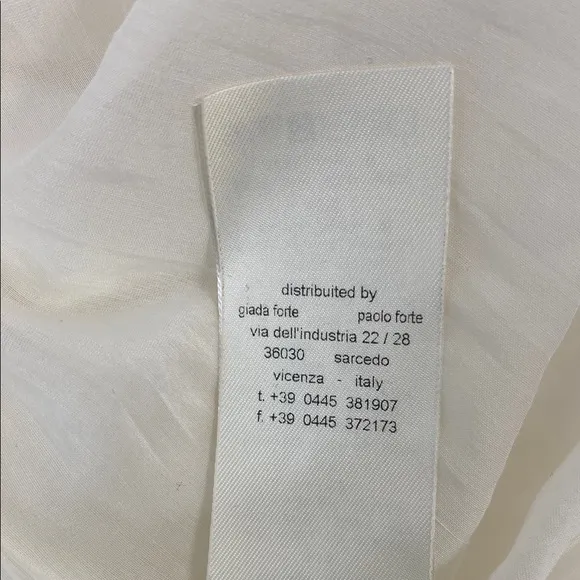 distribuited by
giada forte paolo forte
via dell'industria 22 / 28
36030 sarcedo
vicenza - italy
t. +39 0445 381907
f. +39 0445 372173